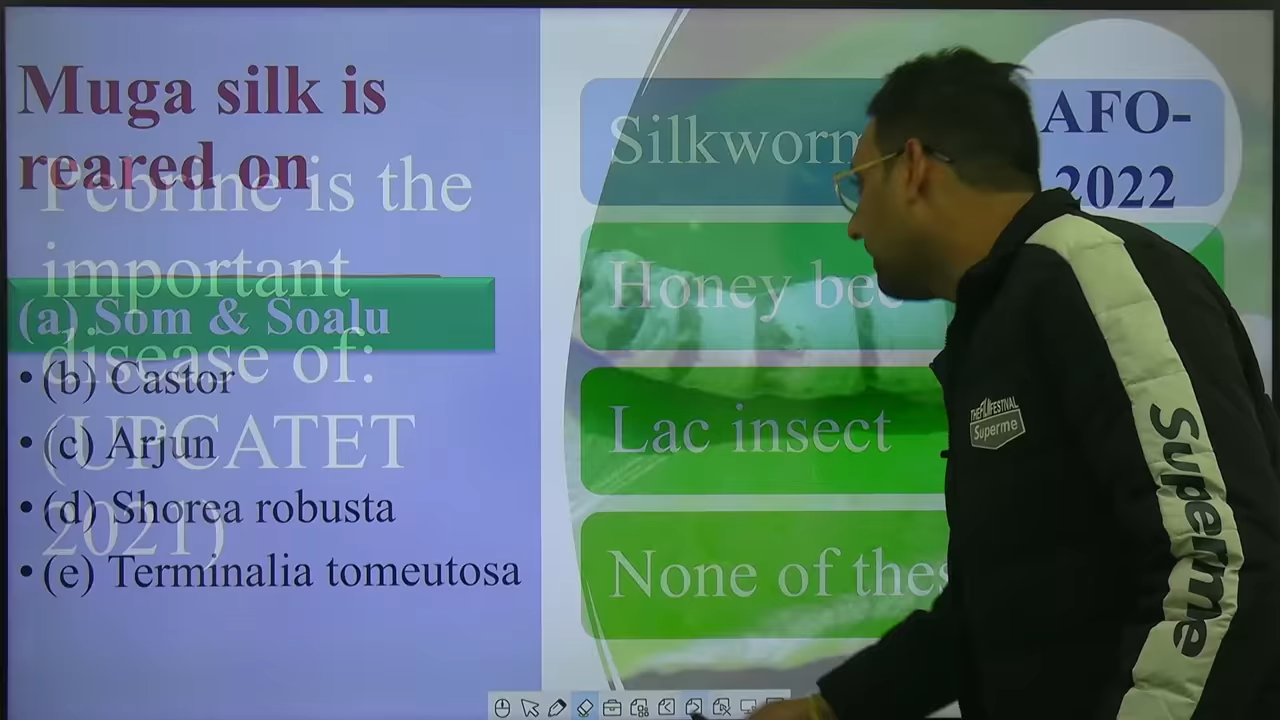 Muga silk is
reared on
(a) Som & Soalu
• (b) Castor
• (c) Arjun
• (d) Shorea robusta
• (e) Terminalia tomeutosa
Pebrine is the
important
disease of:
(UPCATET
2021)
AFO-
2022
Silkworm
Honey bee
Lac insect
None of thes
THE FESTIVAL
Superme
Superme